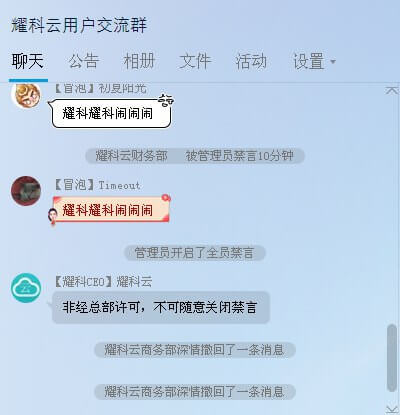 耀科云用户交流群
聊天 公告 相册 文件 活动 设置
【冒泡】初夏阳光
耀科耀科闹闹闹
耀科云财务部 被管理员禁言10分钟
【冒泡】Timeout
耀科耀科闹闹闹
管理员开启了全员禁言
【耀科CEO】耀科云
非经总部许可，不可随意关闭禁言
耀科云商务部深情撤回了一条消息
耀科云商务部深情撤回了一条消息